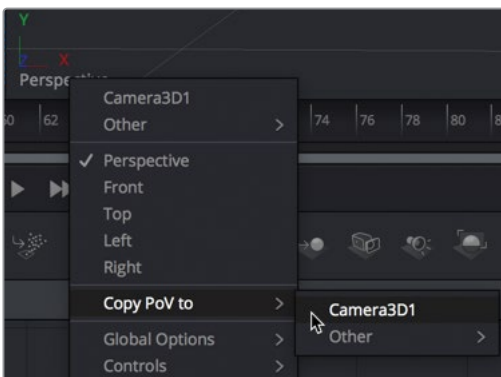 Y
Z X
Perspective
60 62 74 76 78 80
Camera3D1
Other >
✓ Perspective
Front
Top
Left
Right
Copy PoV to >
Camera3D1
Other >
Global Options >
Controls >